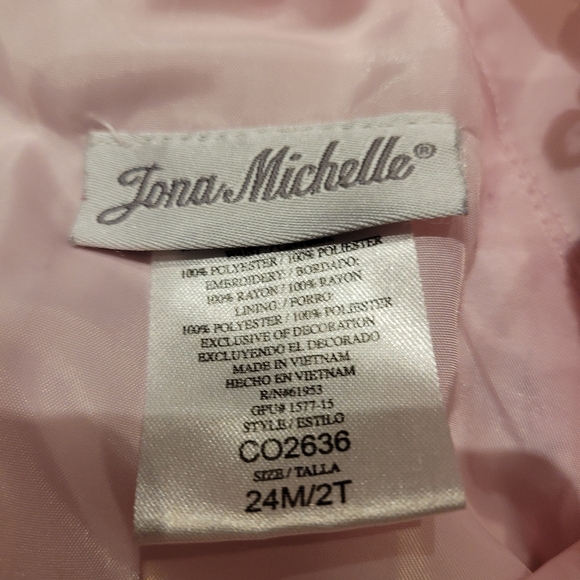 Jona Michelle®
100% POLYESTER / 100% POLIESTER
EMBROIDERY: / BORDADO:
100% RAYON / 100% RAYON
LINING: / FORRO
100% POLYESTER / 100% POLIESTER
EXCLUSIVE OF DECORATION
EXCLUYENDO EL DECORADO
MADE IN VIETNAM
HECHO EN VIETNAM
R/N#61953
GPU# 1577-15
STYLE / ESTILO
CO2636
SIZE / TALLA
24M/2T